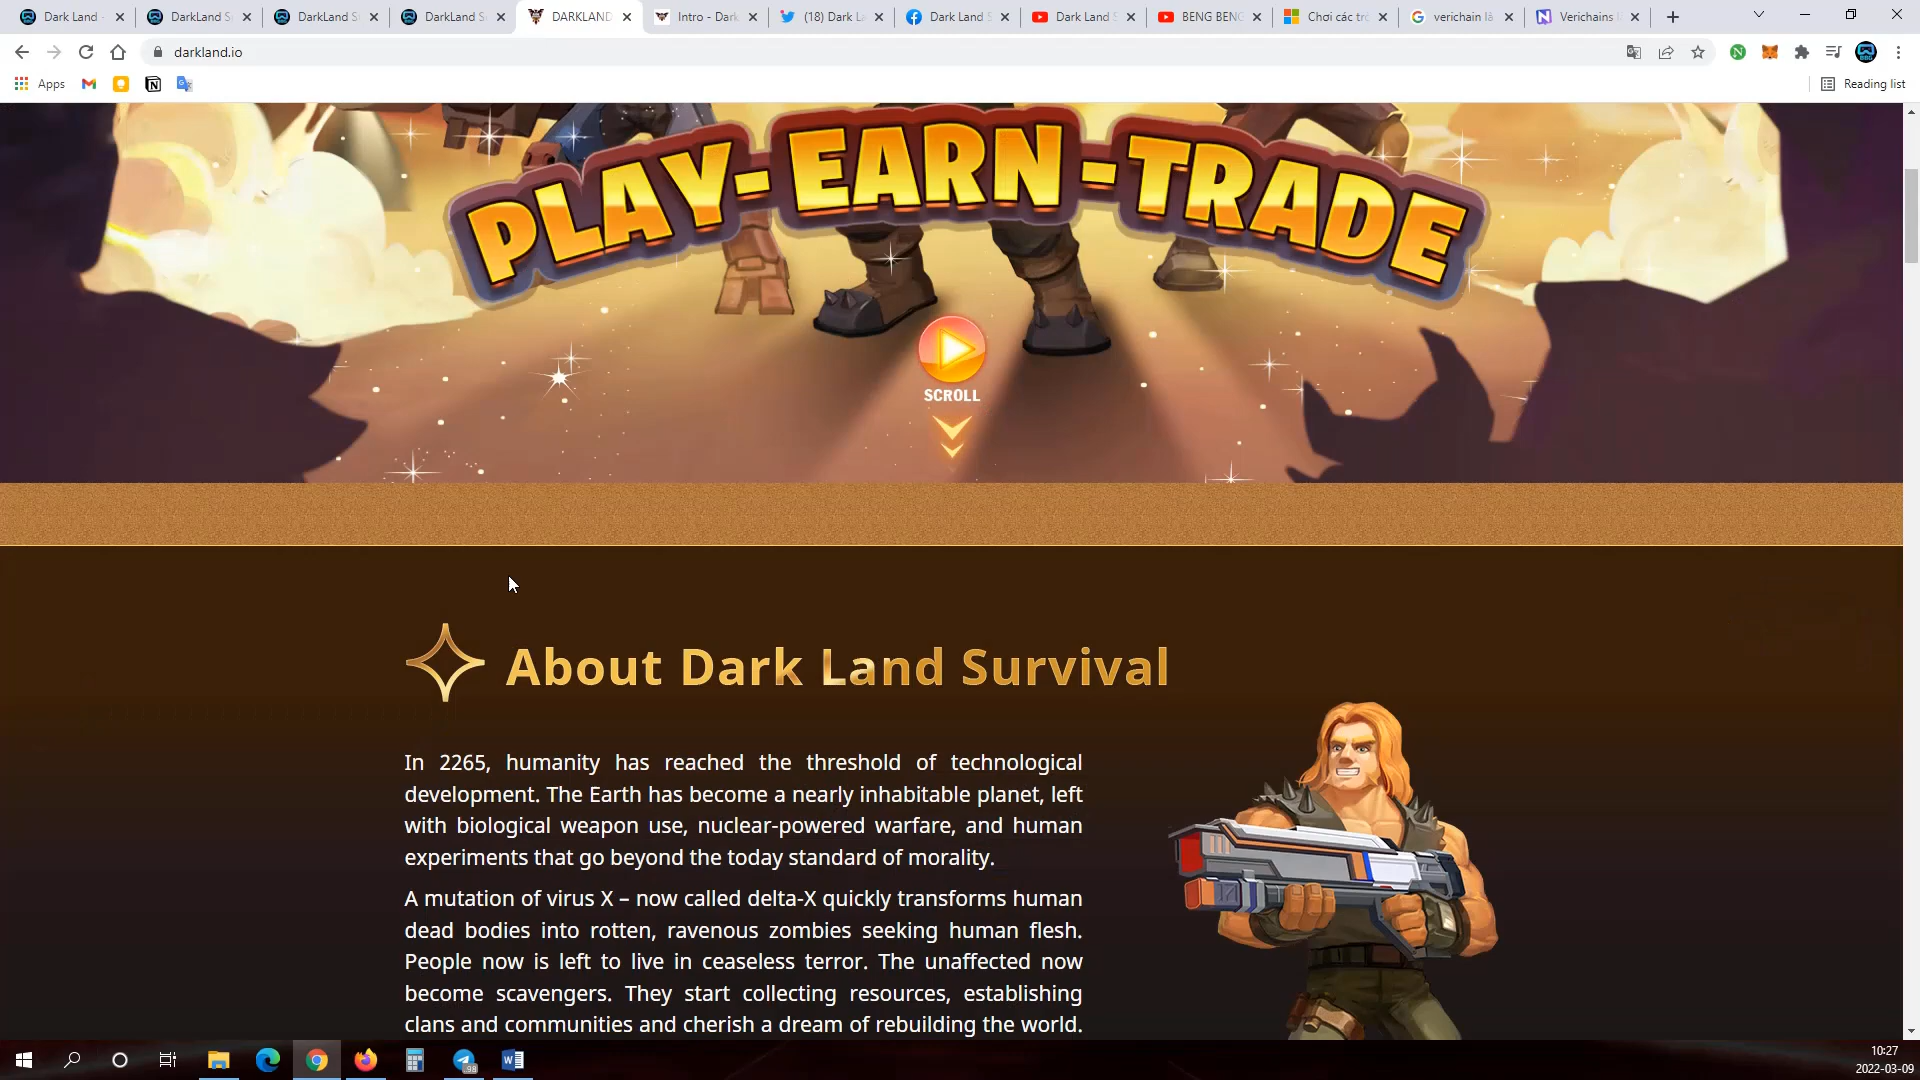 Dark Land
DarkLand S
DarkLand S
DarkLand S
DARKLAND
Intro - Dark
(18) Dark L
Dark Land S
Dark Land S
BENG BENG
Chơi các trò
verichain là
Verichains
darkland.io
Apps
Reading list
PLAY-EARN-TRADE
SCROLL
About Dark Land Survival
In 2265, humanity has reached the threshold of technological
development. The Earth has become a nearly inhabitable planet, left
with biological weapon use, nuclear-powered warfare, and human
experiments that go beyond the today standard of morality.
A mutation of virus X – now called delta-X quickly transforms human
dead bodies into rotten, ravenous zombies seeking human flesh.
People now is left to live in ceaseless terror. The unaffected now
become scavengers. They start collecting resources, establishing
clans and communities and cherish a dream of rebuilding the world.
.98
10:27
2022-03-09